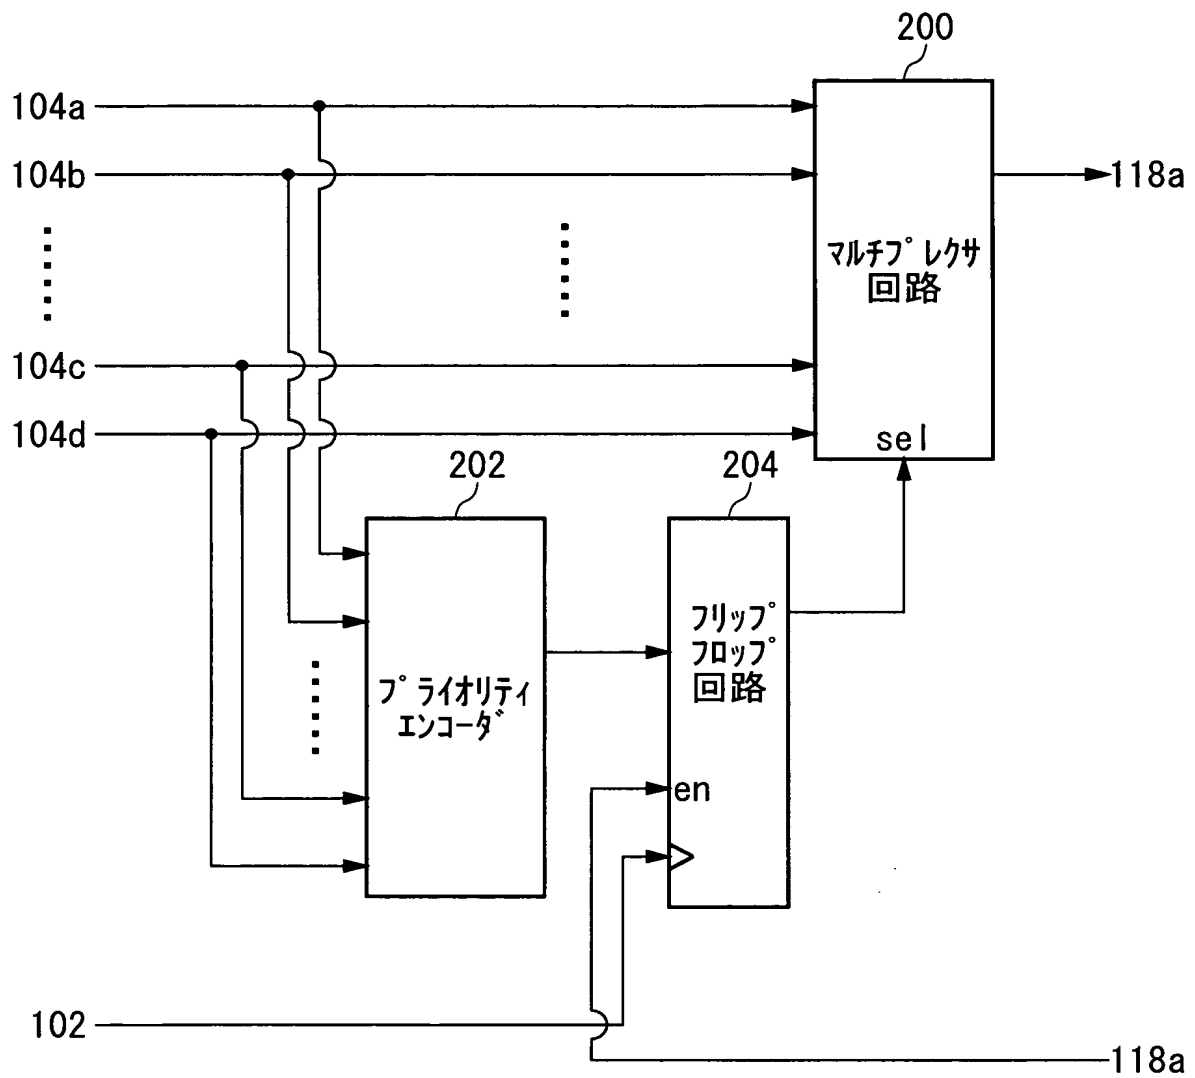 200
104a
104b
118a
マルチプレクサ
回路
104c
104d
sel
202
204
フリップ
フロップ
回路
プライオリティ
エンコーダ
en
102
118a